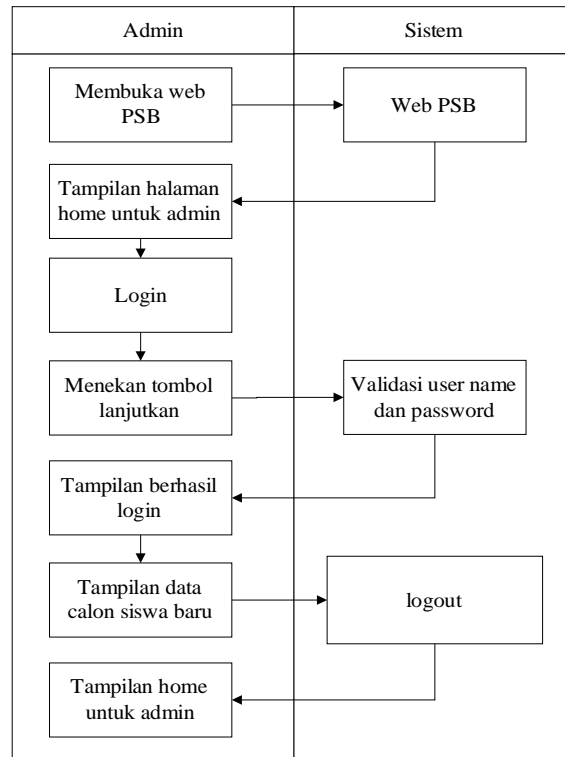 Admin
Sistem
Membuka web
PSB
Web PSB
Tampilan halaman
home untuk admin
Login
Menekan tombol
lanjutkan
Validasi user name
dan password
Tampilan berhasil
login
Tampilan data
calon siswa baru
logout
Tampilan home
untuk admin